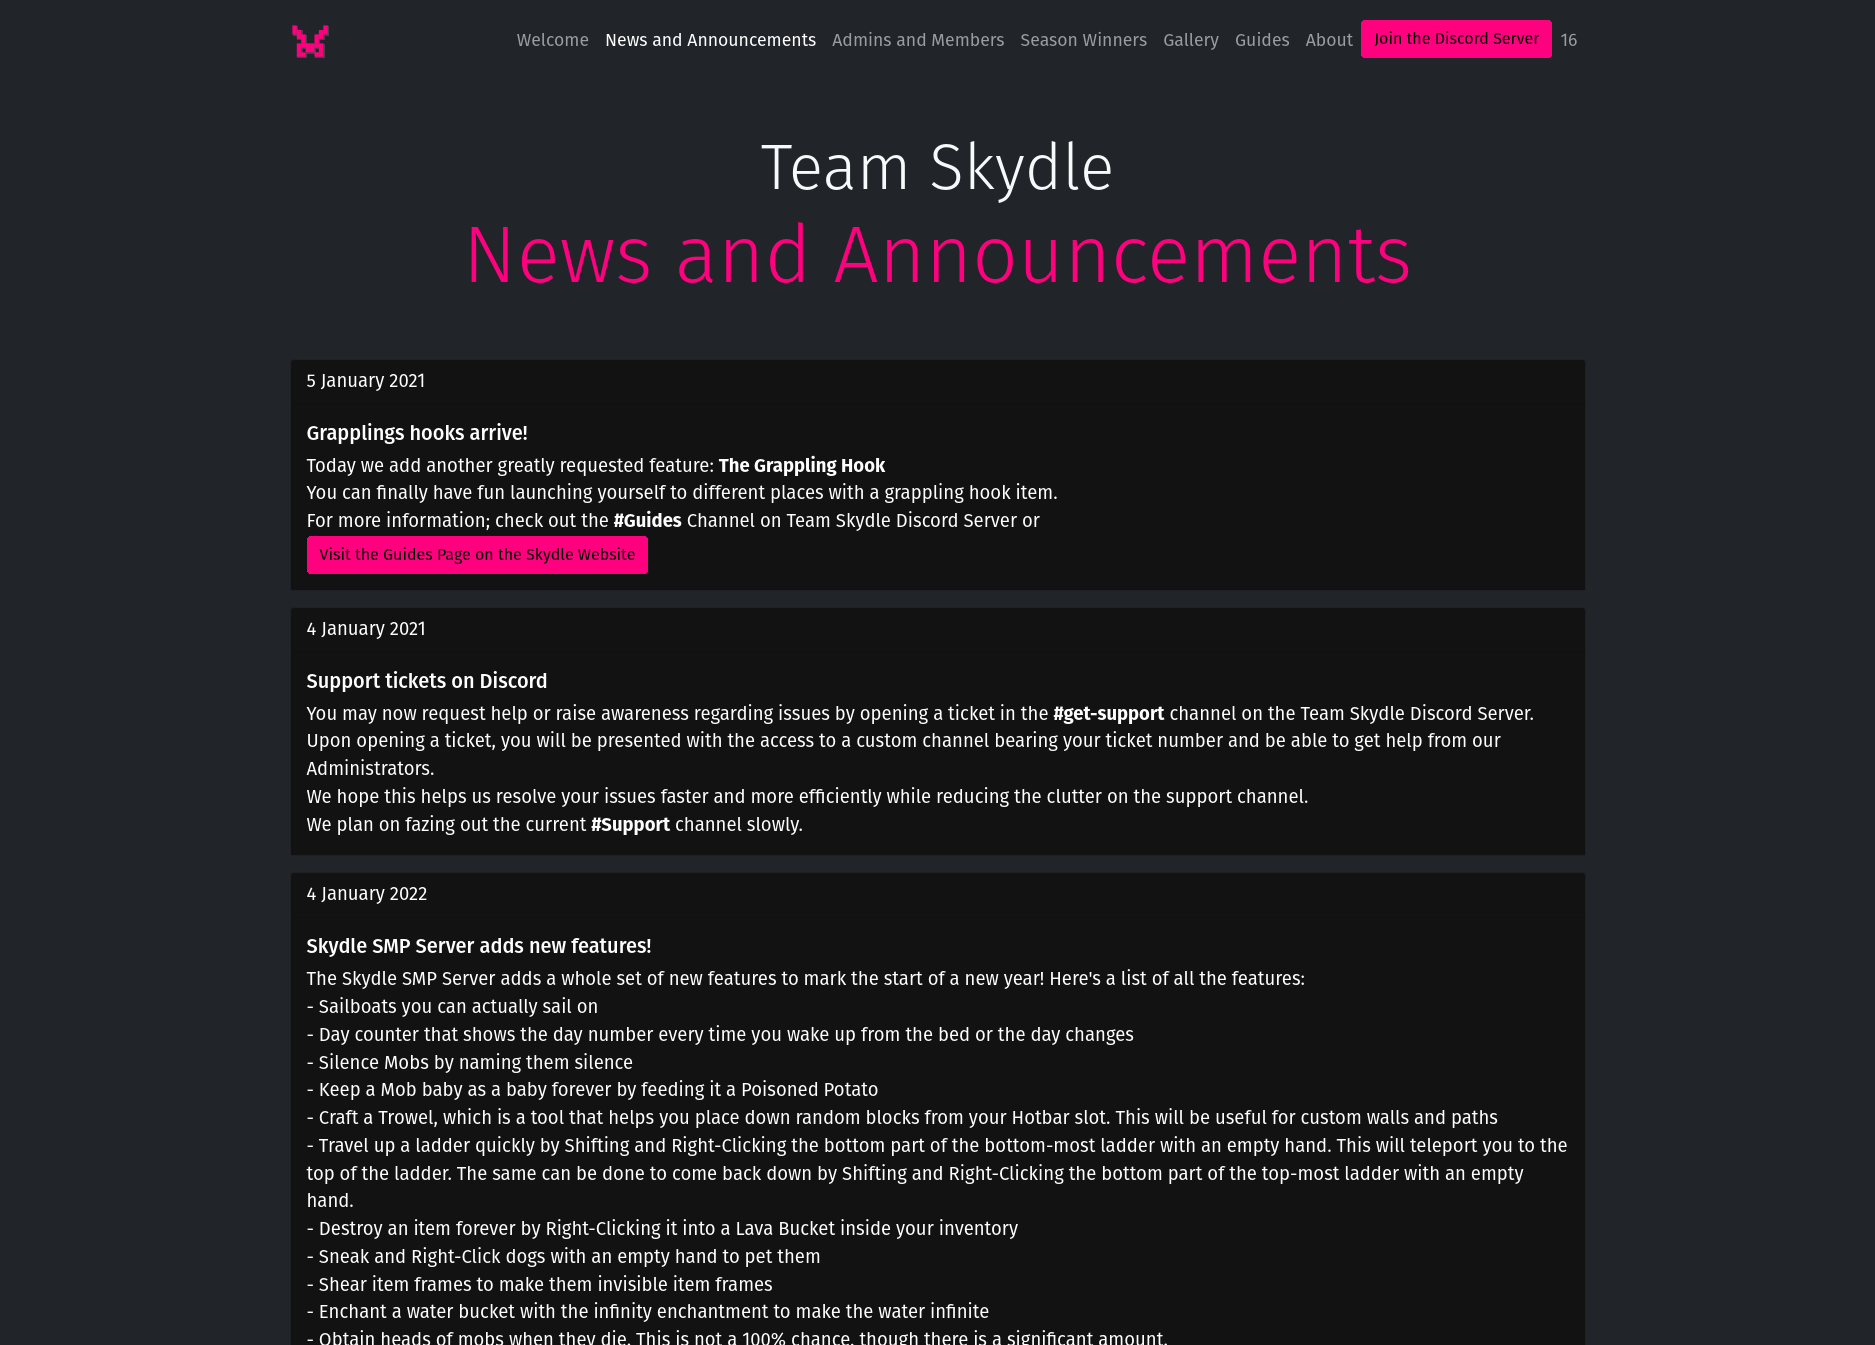 Welcome News and Announcements Admins and Members Season Winners Gallery Guides About Join the Discord Server 16
Team Skydle
News and Announcements
5 January 2021
Grapplings hooks arrive!
Today we add another greatly requested feature: The Grappling Hook
You can finally have fun launching yourself to different places with a grappling hook item.
For more information; check out the #Guides Channel on Team Skydle Discord Server or
Visit the Guides Page on the Skydle Website
4 January 2021
Support tickets on Discord
You may now request help or raise awareness regarding issues by opening a ticket in the #get-support channel on the Team Skydle Discord Server.
Upon opening a ticket, you will be presented with the access to a custom channel bearing your ticket number and be able to get help from our
Administrators.
We hope this helps us resolve your issues faster and more efficiently while reducing the clutter on the support channel.
We plan on fazing out the current #Support channel slowly.
4 January 2022
Skydle SMP Server adds new features!
The Skydle SMP Server adds a whole set of new features to mark the start of a new year! Here's a list of all the features:
- Sailboats you can actually sail on
- Day counter that shows the day number every time you wake up from the bed or the day changes
- Silence Mobs by naming them silence
- Keep a Mob baby as a baby forever by feeding it a Poisoned Potato
- Craft a Trowel, which is a tool that helps you place down random blocks from your Hotbar slot. This will be useful for custom walls and paths
- Travel up a ladder quickly by Shifting and Right-Clicking the bottom part of the bottom-most ladder with an empty hand. This will teleport you to the
top of the ladder. The same can be done to come back down by Shifting and Right-Clicking the bottom part of the top-most ladder with an empty
hand.
- Destroy an item forever by Right-Clicking it into a Lava Bucket inside your inventory
- Sneak and Right-Click dogs with an empty hand to pet them
- Shear item frames to make them invisible item frames
- Enchant a water bucket with the infinity enchantment to make the water infinite
- Obtain heads of mobs when they die. This is not a 100% chance, though there is a significant amount.